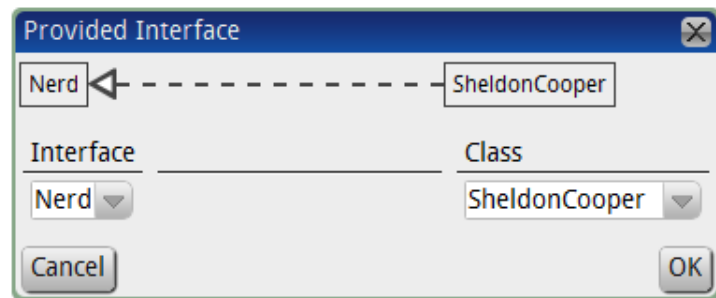 Provided Interface
Nerd SheldonCooper
Interface Class
Nerd SheldonCooper
Cancel OK